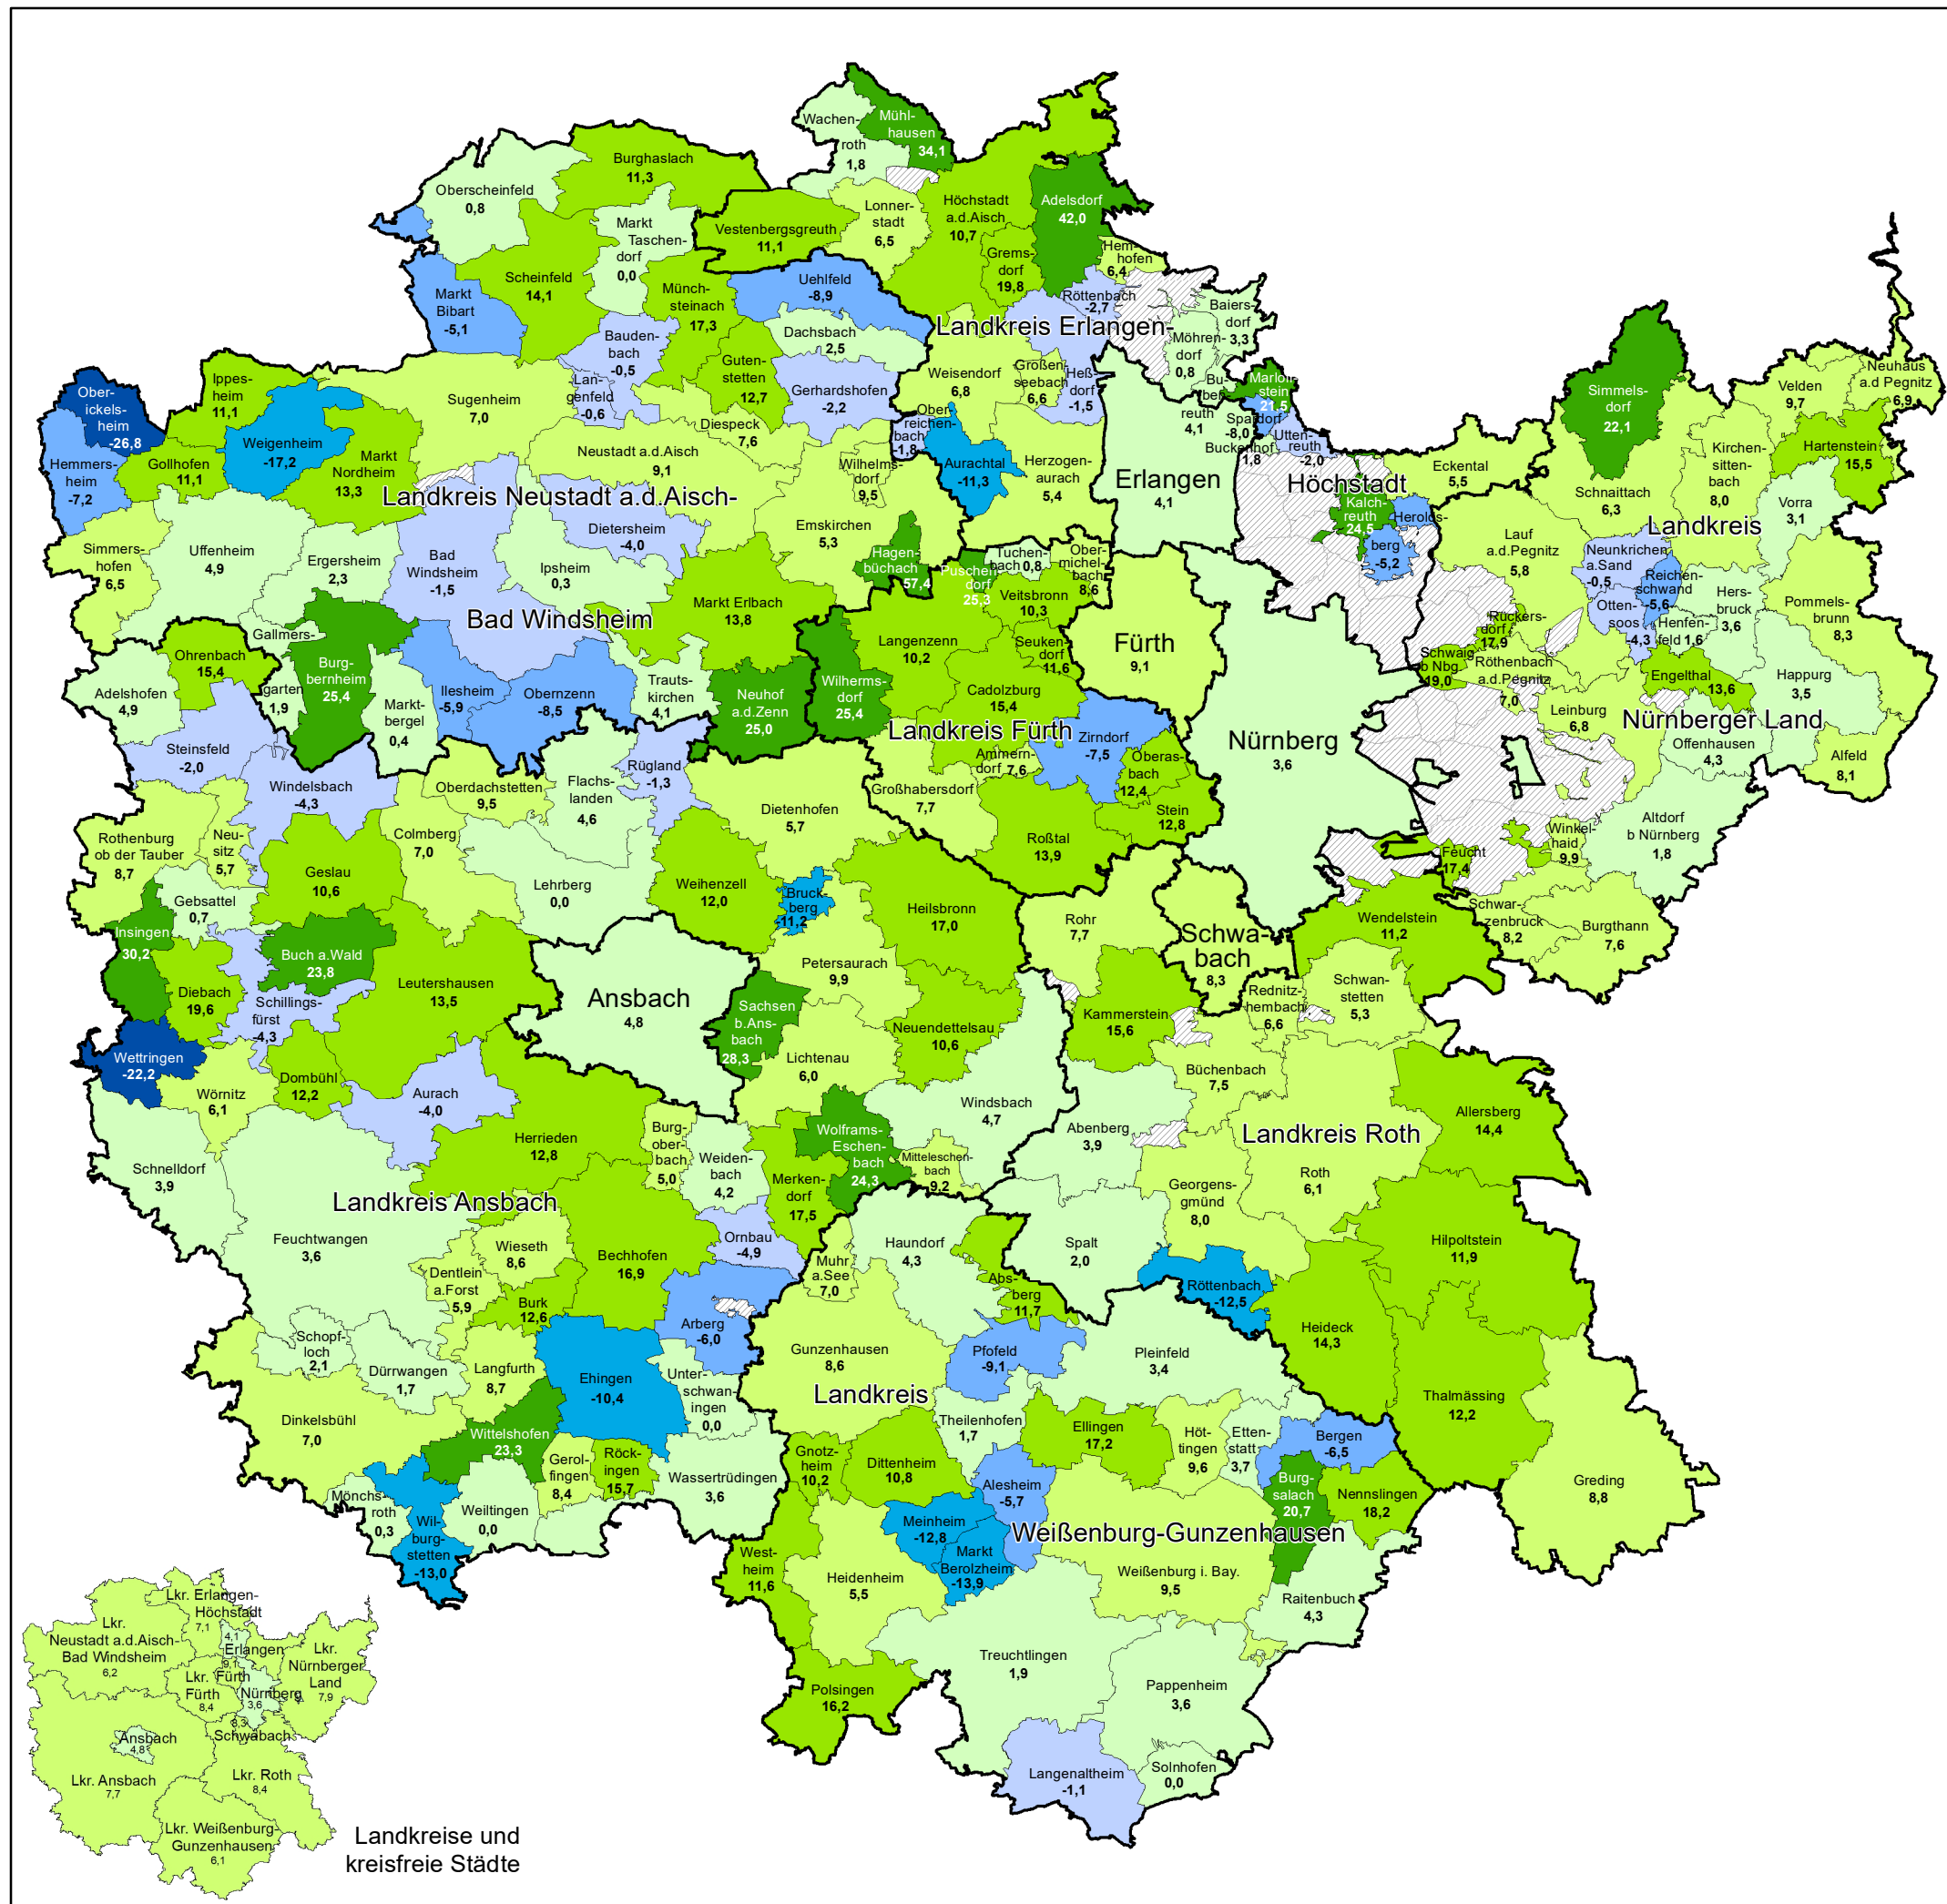 Wachen-
roth
1,8
Mühl-
hausen
34,1
Burghaslach
11,3
Oberscheinfeld
0,8
Markt
Taschen-
dorf
0,0
Vestenbergsgreuth
11,1
Lonner-
stadt
6,5
Höchstadt
a.d.Aisch
10,7
Adelsdorf
42,0
Grems-
dorf
19,8
Hem-
hofen
6,4
Scheinfeld
14,1
Markt
Bibart
-5,1
Münch-
steinach
17,3
Uehlfeld
-8,9
Röttenbach
-2,7
Baiers-
dorf
3,3
Landkreis Erlangen-
Dachsbach
2,5
Bauden-
bach
-0,5
Möhren-
dorf
0,8
Guten-
stetten
12,7
Lan-
genfeld
-0,6
Gerhardshofen
-2,2
Weisendorf
6,8
Großen-
seebach
6,6
Heß-
dorf
-1,5
Bu-
ben-
reuth
4,1
Marlof-
stein
21,5
Spardorf
-8,0
Utten-
reuth
-2,0
Buckenhof
1,8
Simmels-
dorf
22,1
Velden
9,7
Neuhaus
a.d Pegnitz
6,9
Hartenstein
15,5
Ober-
ickels-
heim
-26,8
Ippes-
heim
11,1
Sugenheim
7,0
Diespeck
7,6
Ober-
reichen-
bach
-1,8
Aurachtal
-11,3
Herzogen-
aurach
5,4
Erlangen
4,1
Höchstadt
Eckental
5,5
Kirchen-
sitten-
bach
8,0
Hemmers-
heim
-7,2
Gollhofen
11,1
Weigenheim
-17,2
Markt
Nordheim
13,3
Neustadt a.d.Aisch
9,1
Wilhelms-
dorf
9,5
Landkreis Neustadt a.d.Aisch-
Kalch-
reuth
24,5
Herolds-
berg
-5,2
Schnaittach
6,3
Landkreis
Vorra
3,1
Simmers-
hofen
6,5
Uffenheim
4,9
Ergersheim
2,3
Bad
Windsheim
-1,5
Dietersheim
-4,0
Ipsheim
0,3
Emskirchen
5,3
Hagen-
büchach
57,4
Puschen-
dorf
25,3
Tuchen-
bach
0,8
Ober-
michel-
bach
8,6
Veitsbronn
10,3
Lauf
a.d.Pegnitz
5,8
Neunkirchen
a.Sand
-0,5
Reichen-
schwand
-5,6
Otten-
soos
-4,3
Henfen-
feld 1,6
Hers-
bruck
3,6
Pommels-
brunn
8,3
Bad Windsheim
Markt Erlbach
13,8
Langenzenn
10,2
Seuken-
dorf
11,6
Fürth
9,1
Rückers-
dorf
17,9
Schwaig
b Nbg.
19,0
Röthenbach
a.d.Pegnitz
7,0
Engelthal
13,6
Happurg
3,5
Ohrenbach
15,4
Gallmers-
garten
1,9
Burg-
bernheim
25,4
Adelshofen
4,9
Markt-
bergel
0,4
Illesheim
-5,9
Obernzenn
-8,5
Trauts-
kirchen
4,1
Neuhof
a.d.Zenn
25,0
Wilherms-
dorf
25,4
Cadolzburg
15,4
Landkreis Fürth
Zirndorf
-7,5
Ammern-
dorf 7,6
Oberas-
bach
12,4
Nürnberg
3,6
Leinburg
6,8
Nürnberger Land
Offenhausen
4,3
Alfeld
8,1
Steinsfeld
-2,0
Windelsbach
-4,3
Oberdachstetten
9,5
Flachs-
landen
4,6
Rügland
-1,3
Dietenhofen
5,7
Großhabersdorf
7,7
Stein
12,8
Roßtal
13,9
Altdorf
b Nürnberg
1,8
Winkel-
haid
9,9
Feucht
17,4
Rothenburg
ob der Tauber
8,7
Neu-
sitz
5,7
Geslau
10,6
Colmberg
7,0
Lehrberg
0,0
Weihenzell
12,0
Bruck-
berg
-11,2
Heilsbronn
17,0
Rohr
7,7
Schwa-
bach
8,3
Wendelstein
11,2
Schwar-
zenbruck
8,2
Burgthann
7,6
Gebsattel
0,7
Insingen
30,2
Buch a.Wald
23,8
Leutershausen
13,5
Diebach
19,6
Schillings-
fürst
-4,3
Ansbach
4,8
Petersaurach
9,9
Sachsen
b.Ans-
bach
28,3
Neuendettelsau
10,6
Lichtenau
6,0
Kammerstein
15,6
Rednitz-
hembach
6,6
Schwan-
stetten
5,3
Wettringen
-22,2
Wörnitz
6,1
Dombühl
12,2
Aurach
-4,0
Herrieden
12,8
Burg-
ober-
bach
5,0
Weiden-
bach
4,2
Wolframs-
Eschen-
bach
24,3
Merken-
dorf
17,5
Mitteleschen-
bach
9,2
Windsbach
4,7
Abenberg
3,9
Büchenbach
7,5
Landkreis Roth
Roth
6,1
Allersberg
14,4
Schnelldorf
3,9
Landkreis Ansbach
Feuchtwangen
3,6
Wieseth
8,6
Dentlein
a.Forst
5,9
Burk
12,6
Bechhofen
16,9
Ornbau
-4,9
Arberg
-6,0
Muhr
a.See
7,0
Haundorf
4,3
Abs-
berg
11,7
Spalt
2,0
Georgens-
gmünd
8,0
Röttenbach
-12,5
Hilpoltstein
11,9
Heideck
14,3
Schopf-
loch
2,1
Dürrwangen
1,7
Langfurth
8,7
Ehingen
-10,4
Unter-
schwan-
ingen
0,0
Gunzenhausen
8,6
Pfofeld
-9,1
Pleinfeld
3,4
Landkreis
Thalmässing
12,2
Dinkelsbühl
7,0
Wittelshofen
23,3
Gerol-
fingen
8,4
Röck-
ingen
15,7
Wassertrüdingen
3,6
Gnotz-
heim
10,2
Dittenheim
10,8
Theilenhofen
1,7
Ellingen
17,2
Höt-
tingen
9,6
Etten-
statt
3,7
Bergen
-6,5
Burg-
salach
20,7
Nennslingen
18,2
Greding
8,8
Mönchs-
roth
0,3
Wil-
burg-
stetten
-13,0
Weiltingen
0,0
Alesheim
-5,7
Meinheim
-12,8
Markt
Berolzheim
-13,9
Weißenburg-Gunzenhausen
Weißenburg i. Bay.
9,5
West-
heim
11,6
Heidenheim
5,5
Raitenbuch
4,3
Treuchtlingen
1,9
Pappenheim
3,6
Polsingen
16,2
Langenaltheim
-1,1
Solnhofen
0,0
Lkr. Erlangen-
Höchstadt
7,1
Lkr.
Neustadt a.d.Aisch-
Bad Windsheim
6,2
4,1
Erlangen
9,1
Fürth
Lkr.
Fürth
8,4
Nürnberg
3,6
Lkr.
Nürnberger
Land
7,9
8,3
Schwabach
Ansbach
4,8
Lkr. Ansbach
7,7
Lkr. Roth
8,4
Lkr. Weißenburg-
Gunzenhausen
6,1
Landkreise und
kreisfreie Städte